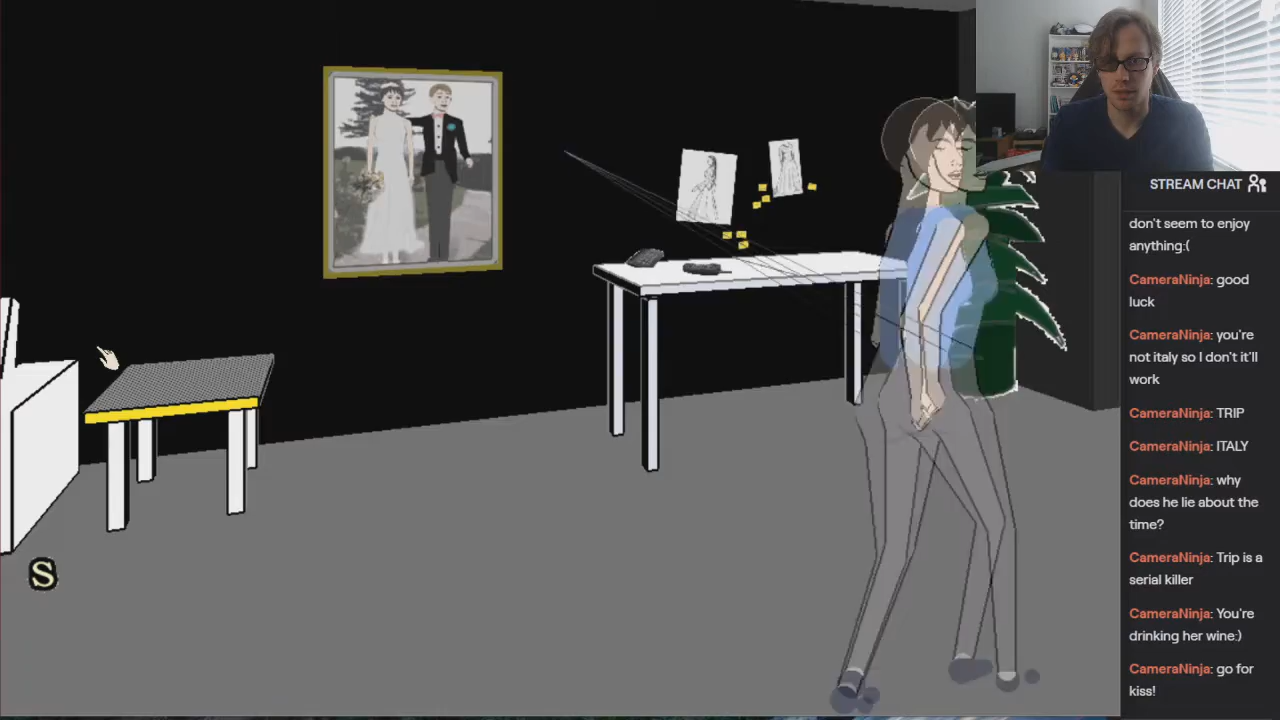 STREAM CHAT
don't seem to enjoy
anything:(
CameraNinja: good
luck
CameraNinja: you're
not italy so I don't it'll
work
CameraNinja: TRIP
CameraNinja: ITALY
CameraNinja: why
does he lie about the
time?
CameraNinja: Trip is a
serial killer
CameraNinja: You're
drinking her wine:)
CameraNinja: go for
kiss!
S